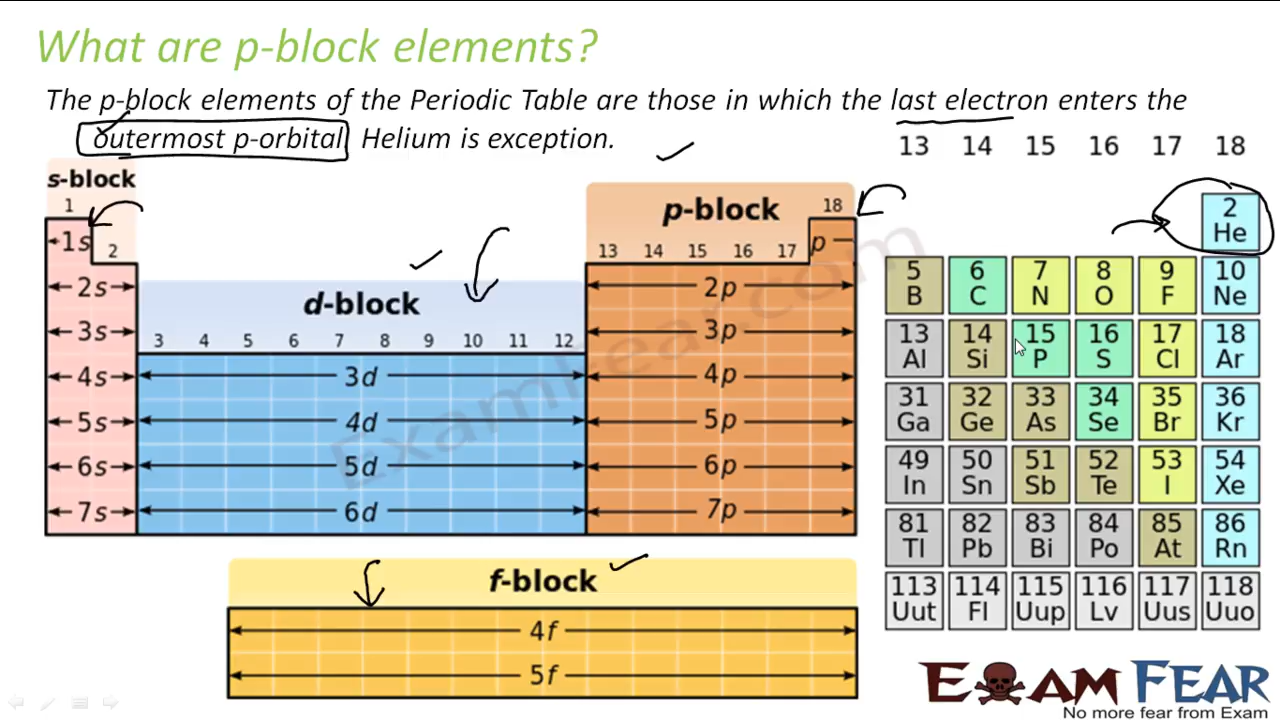 What are p-block elements?
The p-block elements of the Periodic Table are those in which the last electron enters the
outermost p-orbital. Helium is exception.
s-block
1
1s
2
2s
3s
4s
5s
6s
7s
d-block
3 4 5 6 7 8 9 10 11 12
3d
4d
5d
6d
p-block
18
13 14 15 16 17
p
2p
3p
4p
5p
6p
7p
f-block
4f
5f
13 14 15 16 17 18
2
He
5 6 7 8 9 10
B C N O F Ne
13 14 15 16 17 18
Al Si P S Cl Ar
31 32 33 34 35 36
Ga Ge As Se Br Kr
49 50 51 52 53 54
In Sn Sb Te I Xe
81 82 83 84 85 86
Tl Pb Bi Po At Rn
113 114 115 116 117 118
Uut Fl Uup Lv Uus Uuo
Examfear.com
EXAM FEAR
No more fear from Exam